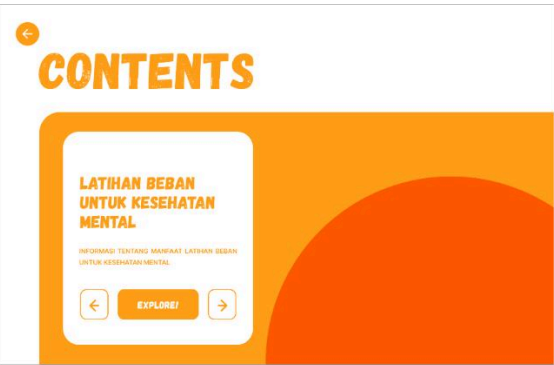 CONTENTS
LATIHAN BEBAN
UNTUK KESEHATAN
MENTAL
INFORMASI TENTANG MANFAAT LATIHAN BEBAN
UNTUK KESEHATAN MENTAL
EXPLORE!